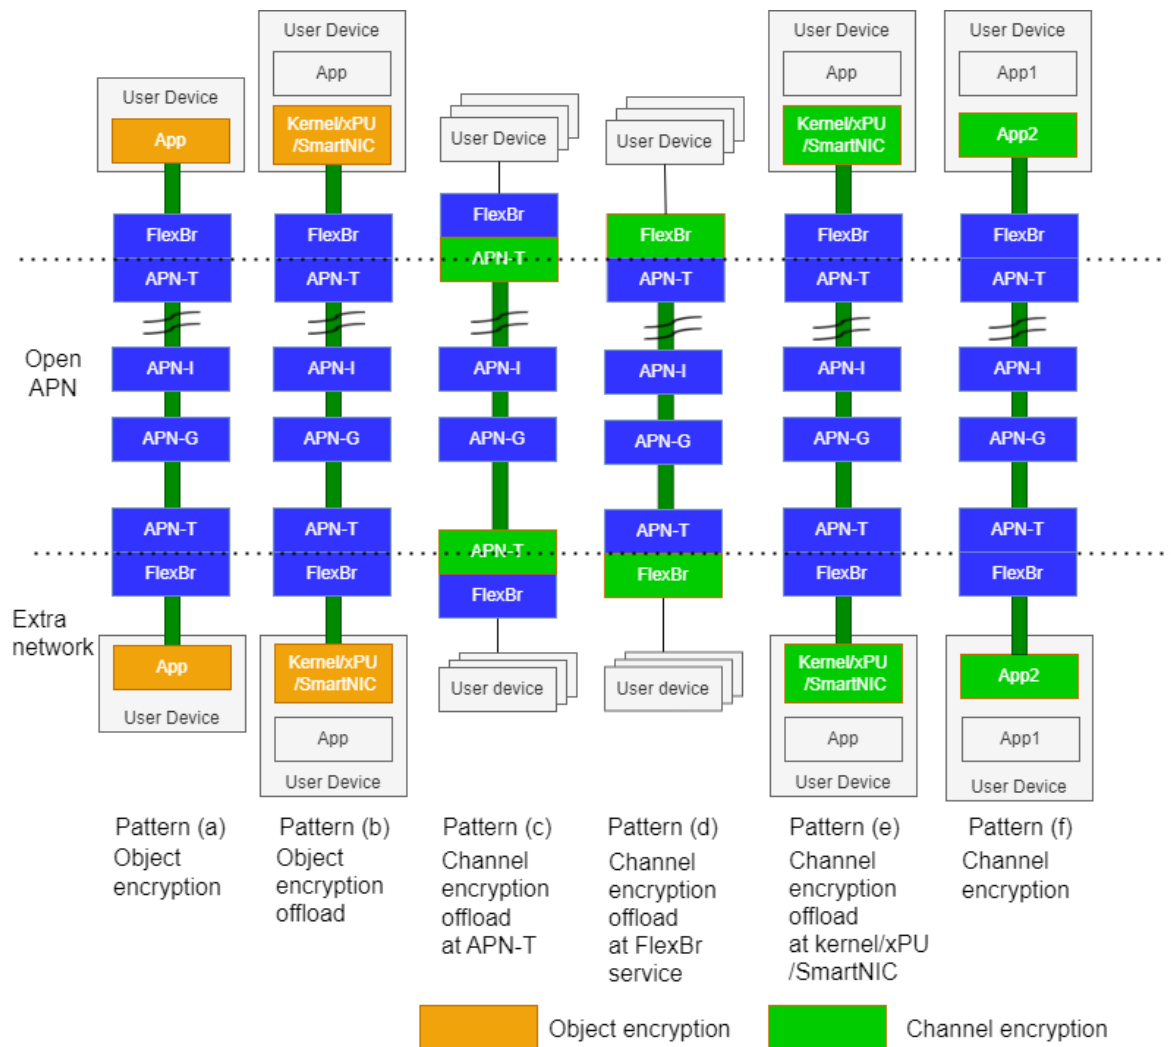 User Device
App
FlexBr
APN-T
APN-I
APN-G
APN-T
FlexBr
App
User Device
Pattern (a)
Object
encryption
User Device
App
Kernel/xPU
/SmartNIC
FlexBr
APN-T
APN-I
APN-G
APN-T
FlexBr
Kernel/xPU
/SmartNIC
App
User Device
Pattern (b)
Object
encryption
offload
User Device
FlexBr
APN-T
APN-I
APN-G
APN-T
FlexBr
User device
Pattern (c)
Channel
encryption
offload
at APN-T
User Device
FlexBr
APN-T
APN-I
APN-G
APN-T
FlexBr
User device
Pattern (d)
Channel
encryption
offload
at FlexBr
service
User Device
App
Kernel/xPU
/SmartNIC
FlexBr
APN-T
APN-I
APN-G
APN-T
FlexBr
Kernel/xPU
/SmartNIC
App
User Device
Pattern (e)
Channel
encryption
offload
at kernel/xPU
/SmartNIC
User Device
App1
App2
FlexBr
APN-T
APN-I
APN-G
APN-T
FlexBr
App2
App1
User Device
Pattern (f)
Channel
encryption
Open
APN
Extra
network
Object encryption
Channel encryption